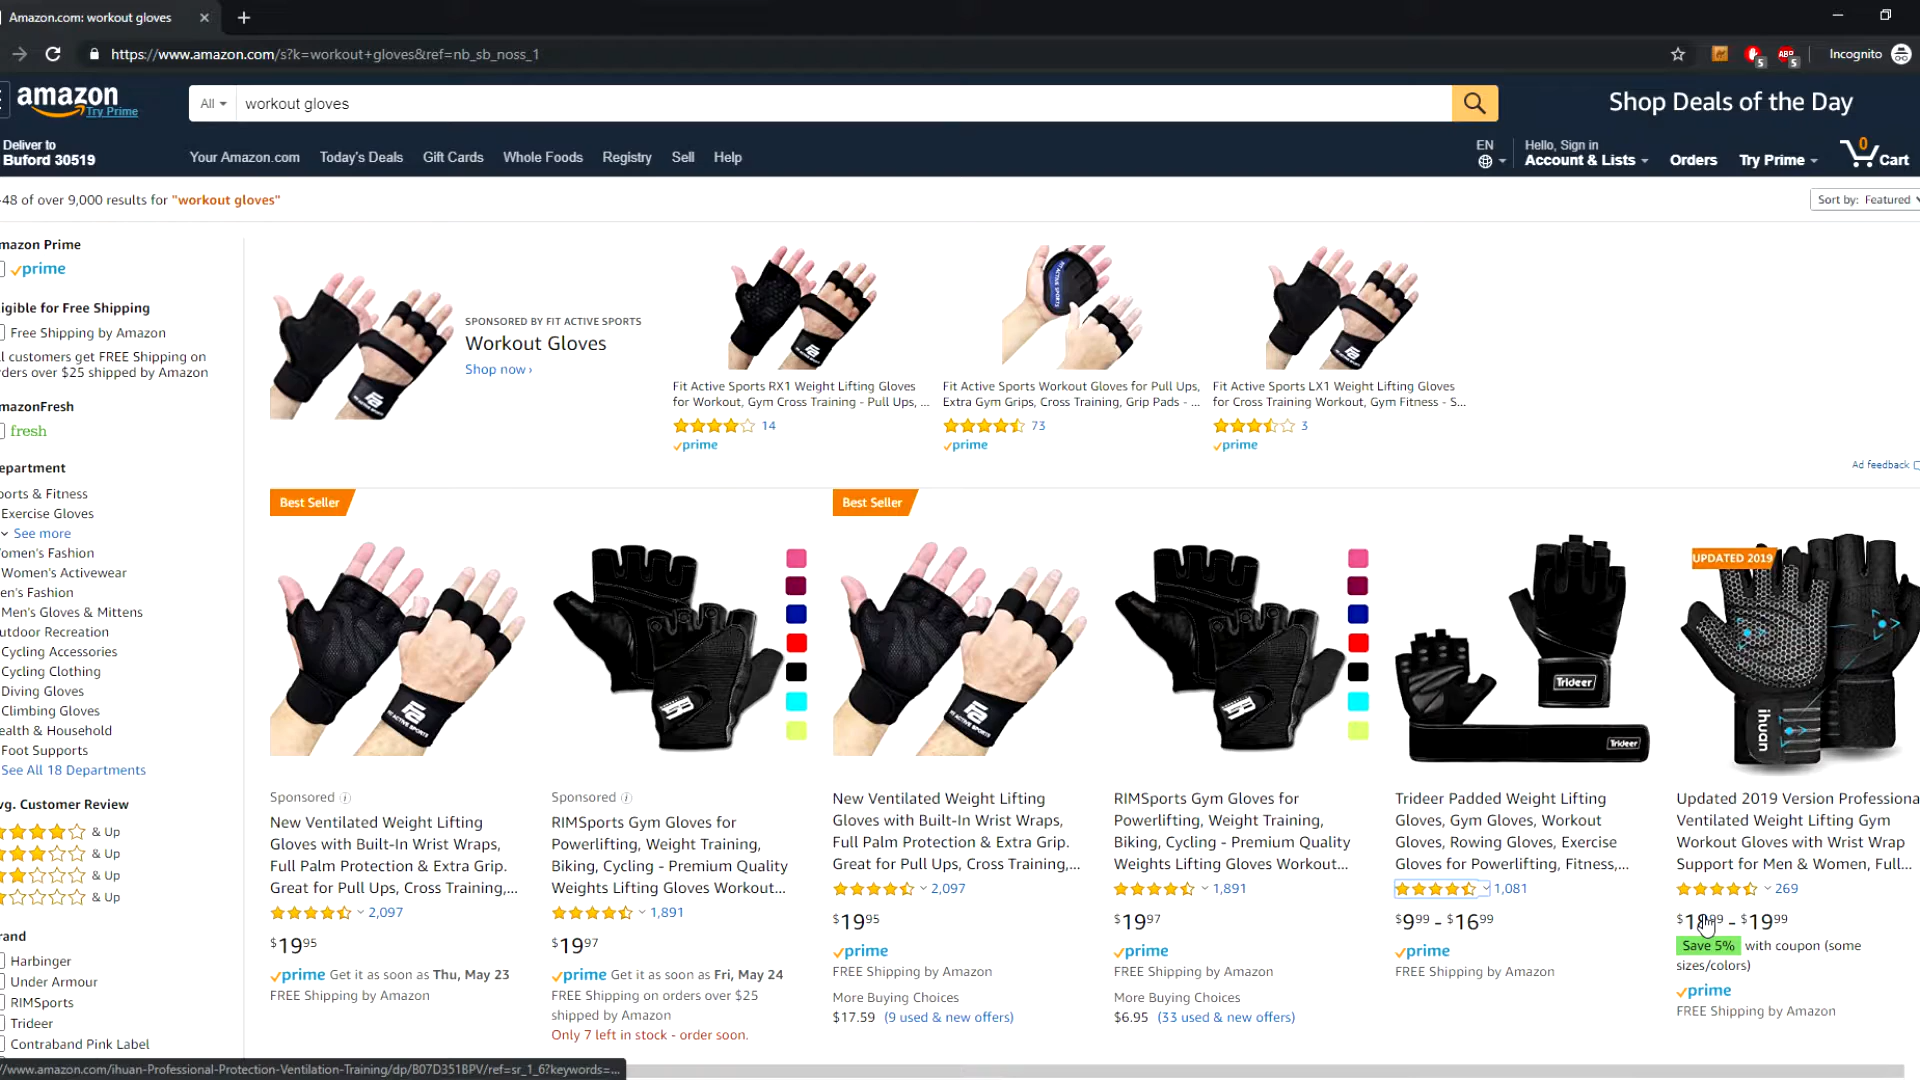 Amazon.com: workout gloves
https://www.amazon.com/s?k=workout+gloves&ref=nb_sb_noss_1
5
ABP
5
Incognito
amazon
Try Prime
All
workout gloves
Shop Deals of the Day
Deliver to
Buford 30519
Your Amazon.com
Today's Deals
Gift Cards
Whole Foods
Registry
Sell
Help
EN
Hello, Sign in
Account & Lists
Orders
Try Prime
0
Cart
-48 of over 9,000 results for "workout gloves"
Sort by: Featured
mazon Prime
prime
igible for Free Shipping
Free Shipping by Amazon
l customers get FREE Shipping on
ders over $25 shipped by Amazon
mazonFresh
fresh
epartment
orts & Fitness
Exercise Gloves
See more
omen's Fashion
Women's Activewear
en's Fashion
Men's Gloves & Mittens
utdoor Recreation
Cycling Accessories
Cycling Clothing
Diving Gloves
Climbing Gloves
ealth & Household
Foot Supports
See All 18 Departments
vg. Customer Review
& Up
& Up
& Up
& Up
rand
Harbinger
Under Armour
RIMSports
Trideer
Contraband Pink Label
SPONSORED BY FIT ACTIVE SPORTS
Workout Gloves
Shop now ›
Fit Active Sports RX1 Weight Lifting Gloves
for Workout, Gym Cross Training - Pull Ups, ...
14
prime
Fit Active Sports Workout Gloves for Pull Ups,
Extra Gym Grips, Cross Training, Grip Pads - ...
73
prime
Fit Active Sports LX1 Weight Lifting Gloves
for Cross Training Workout, Gym Fitness - S...
3
prime
Ad feedback
Best Seller
FA
FIT ACTIVE SPORTS
Sponsored
New Ventilated Weight Lifting
Gloves with Built-In Wrist Wraps,
Full Palm Protection & Extra Grip.
Great for Pull Ups, Cross Training,...
2,097
$19.95
prime Get it as soon as Thu, May 23
FREE Shipping by Amazon
Sponsored
RIMSports Gym Gloves for
Powerlifting, Weight Training,
Biking, Cycling - Premium Quality
Weights Lifting Gloves Workout...
1,891
$19.97
prime Get it as soon as Fri, May 24
FREE Shipping on orders over $25
shipped by Amazon
Only 7 left in stock - order soon.
Best Seller
FA
FIT ACTIVE SPORTS
New Ventilated Weight Lifting
Gloves with Built-In Wrist Wraps,
Full Palm Protection & Extra Grip.
Great for Pull Ups, Cross Training,...
2,097
$19.95
prime
FREE Shipping by Amazon
More Buying Choices
$17.59 (9 used & new offers)
RIMSports Gym Gloves for
Powerlifting, Weight Training,
Biking, Cycling - Premium Quality
Weights Lifting Gloves Workout...
1,891
$19.97
prime
FREE Shipping by Amazon
More Buying Choices
$6.95 (33 used & new offers)
Trideer
Trideer
Trideer Padded Weight Lifting
Gloves, Gym Gloves, Workout
Gloves, Rowing Gloves, Exercise
Gloves for Powerlifting, Fitness,...
1,081
$9.99 - $16.99
prime
FREE Shipping by Amazon
UPDATED 2019
ihuan
Updated 2019 Version Professiona
Ventilated Weight Lifting Gym
Workout Gloves with Wrist Wrap
Support for Men & Women, Full...
269
$18.99 - $19.99
Save 5% with coupon (some
sizes/colors)
prime
FREE Shipping by Amazon
/www.amazon.com/ihuan-Professional-Protection-Ventilation-Training/dp/B07D351BPV/ref=sr_1_6?keywords=...